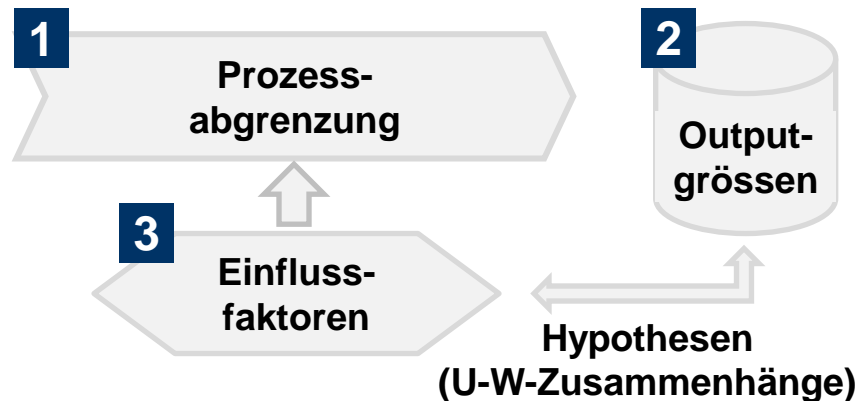 1
Prozess-
abgrenzung
2
Output-
grössen
3
Einfluss-
faktoren
Hypothesen
(U-W-Zusammenhänge)